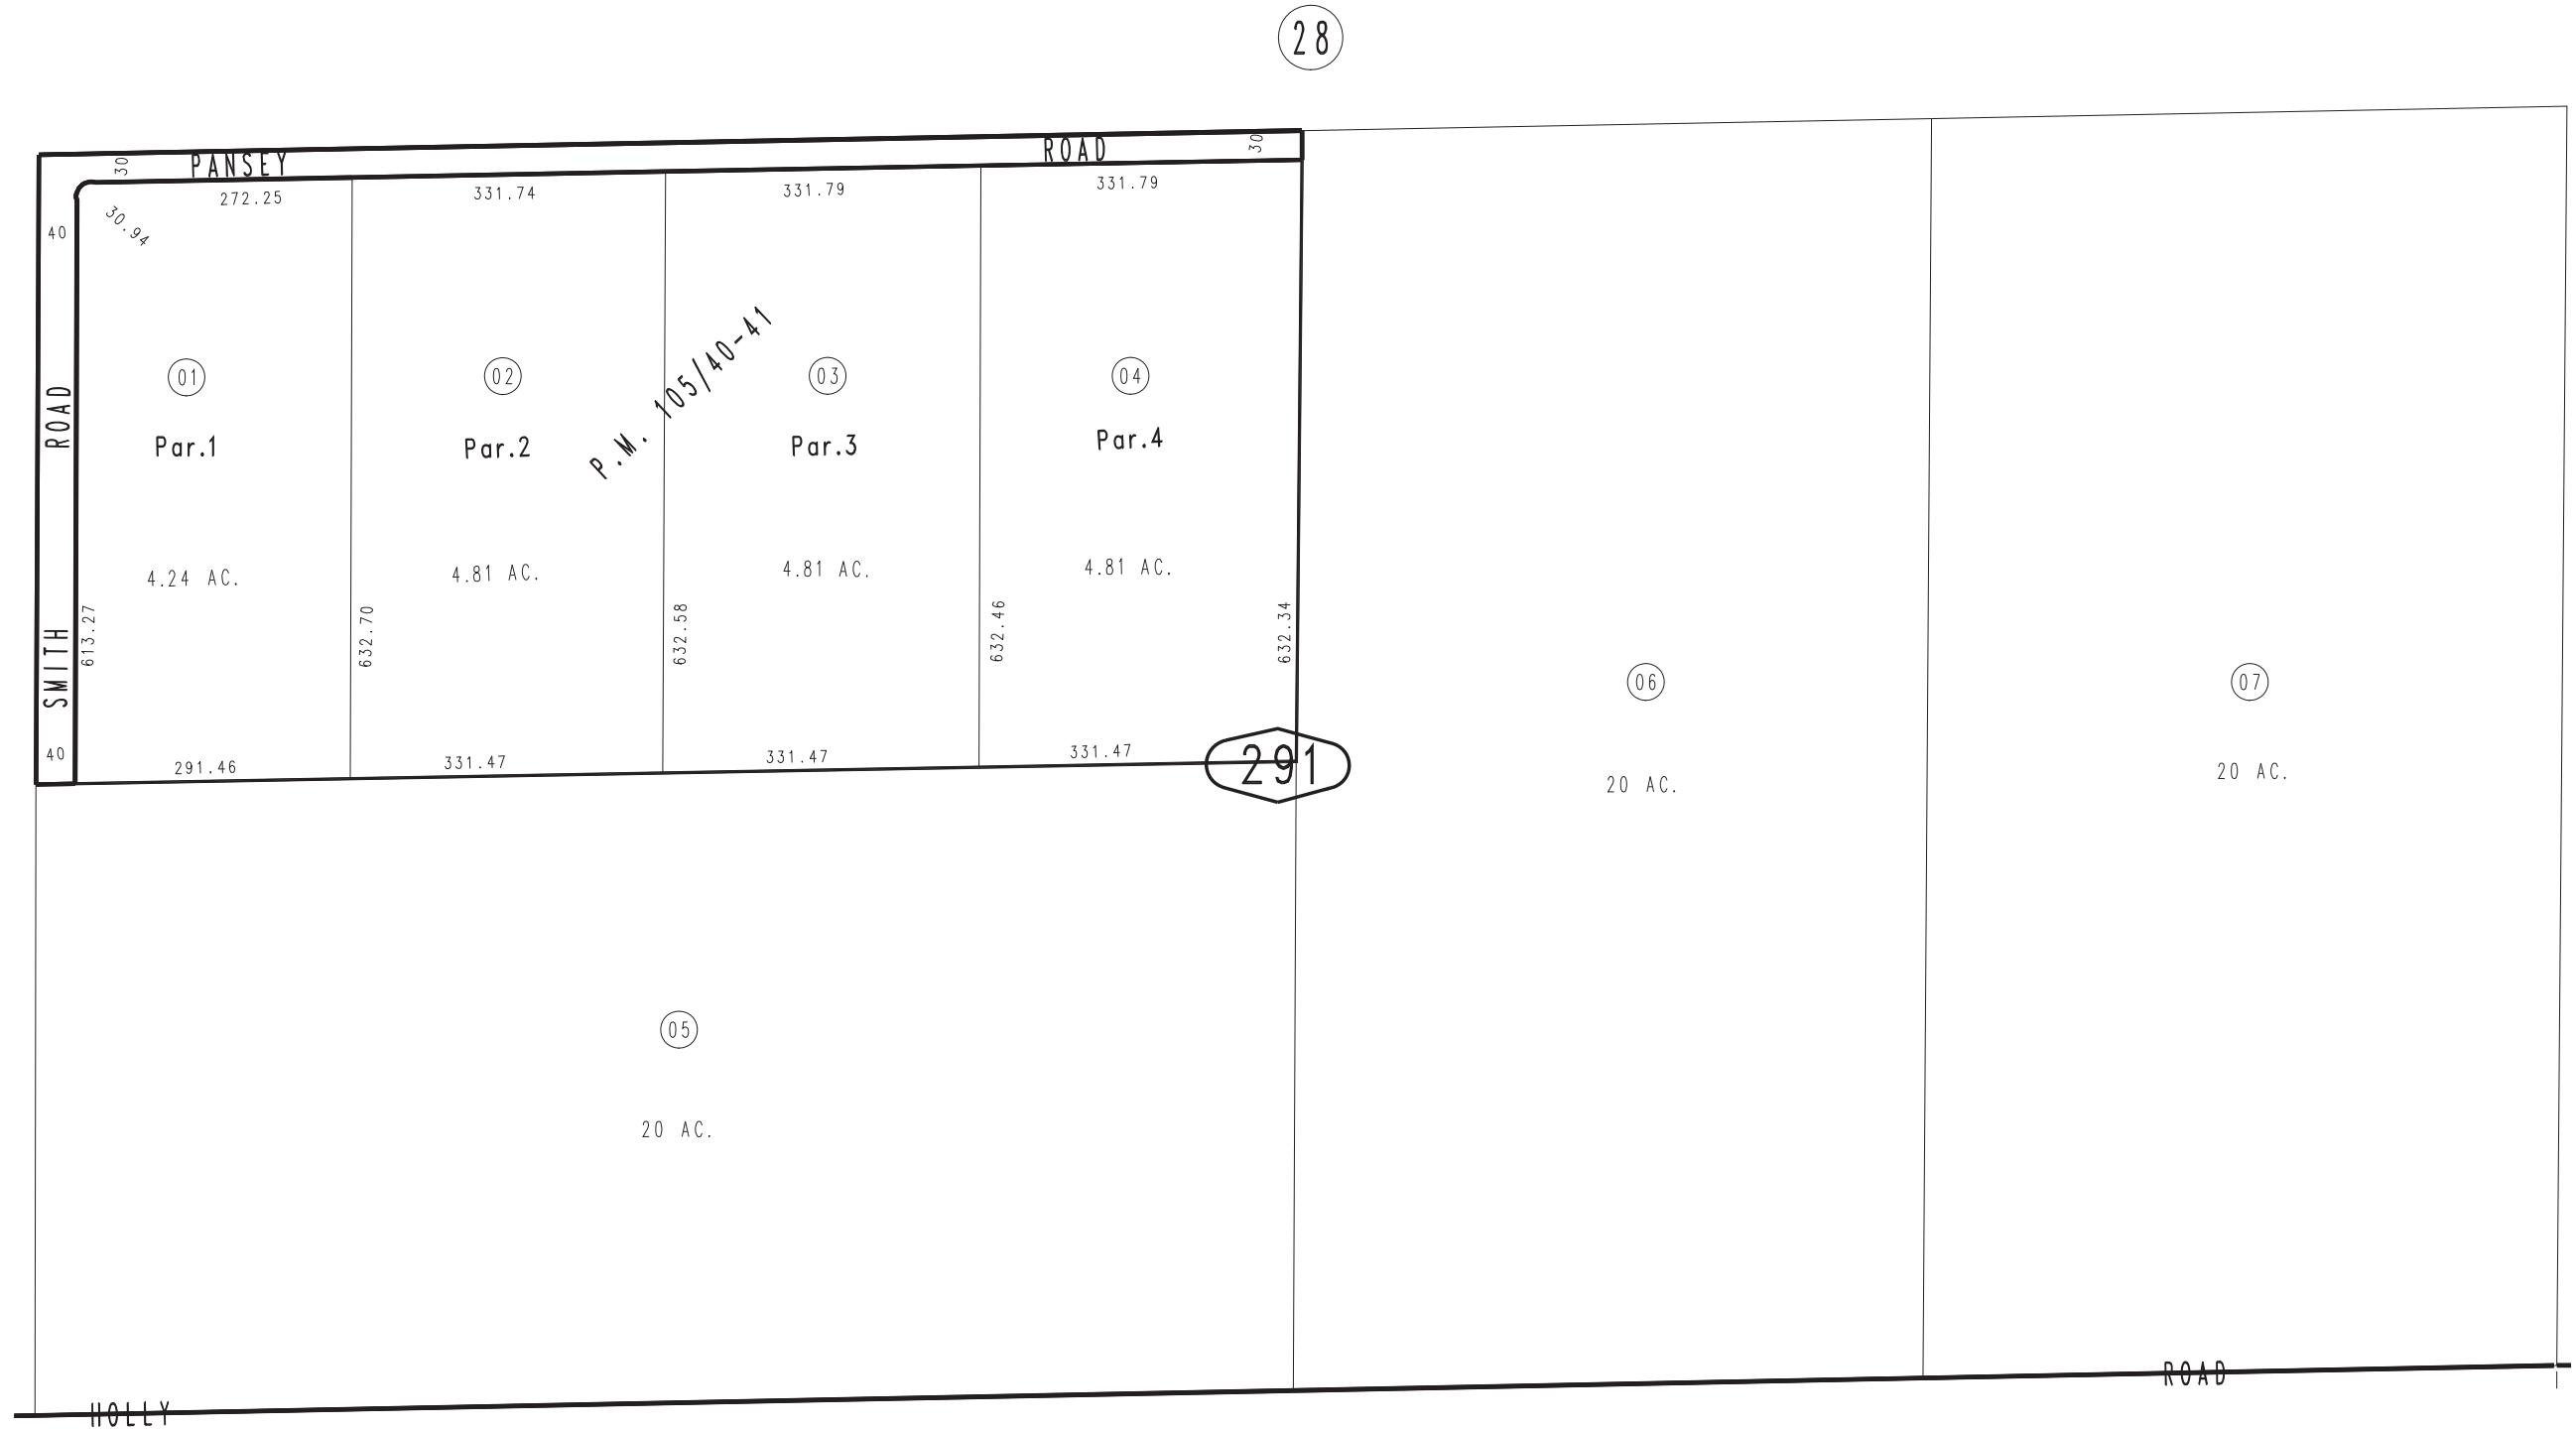 28
PANSEY ROAD
30
30
272.25
331.74
331.79
331.79
30.94
40
01
02
03
04
P.M. 105/40-41
SMITH ROAD
Par.1
Par.2
Par.3
Par.4
4.24 AC.
4.81 AC.
4.81 AC.
4.81 AC.
613.27
632.70
632.58
632.46
632.34
40
291.46
331.47
331.47
331.47
291
06
20 AC.
07
20 AC.
05
20 AC.
HOLLY ROAD